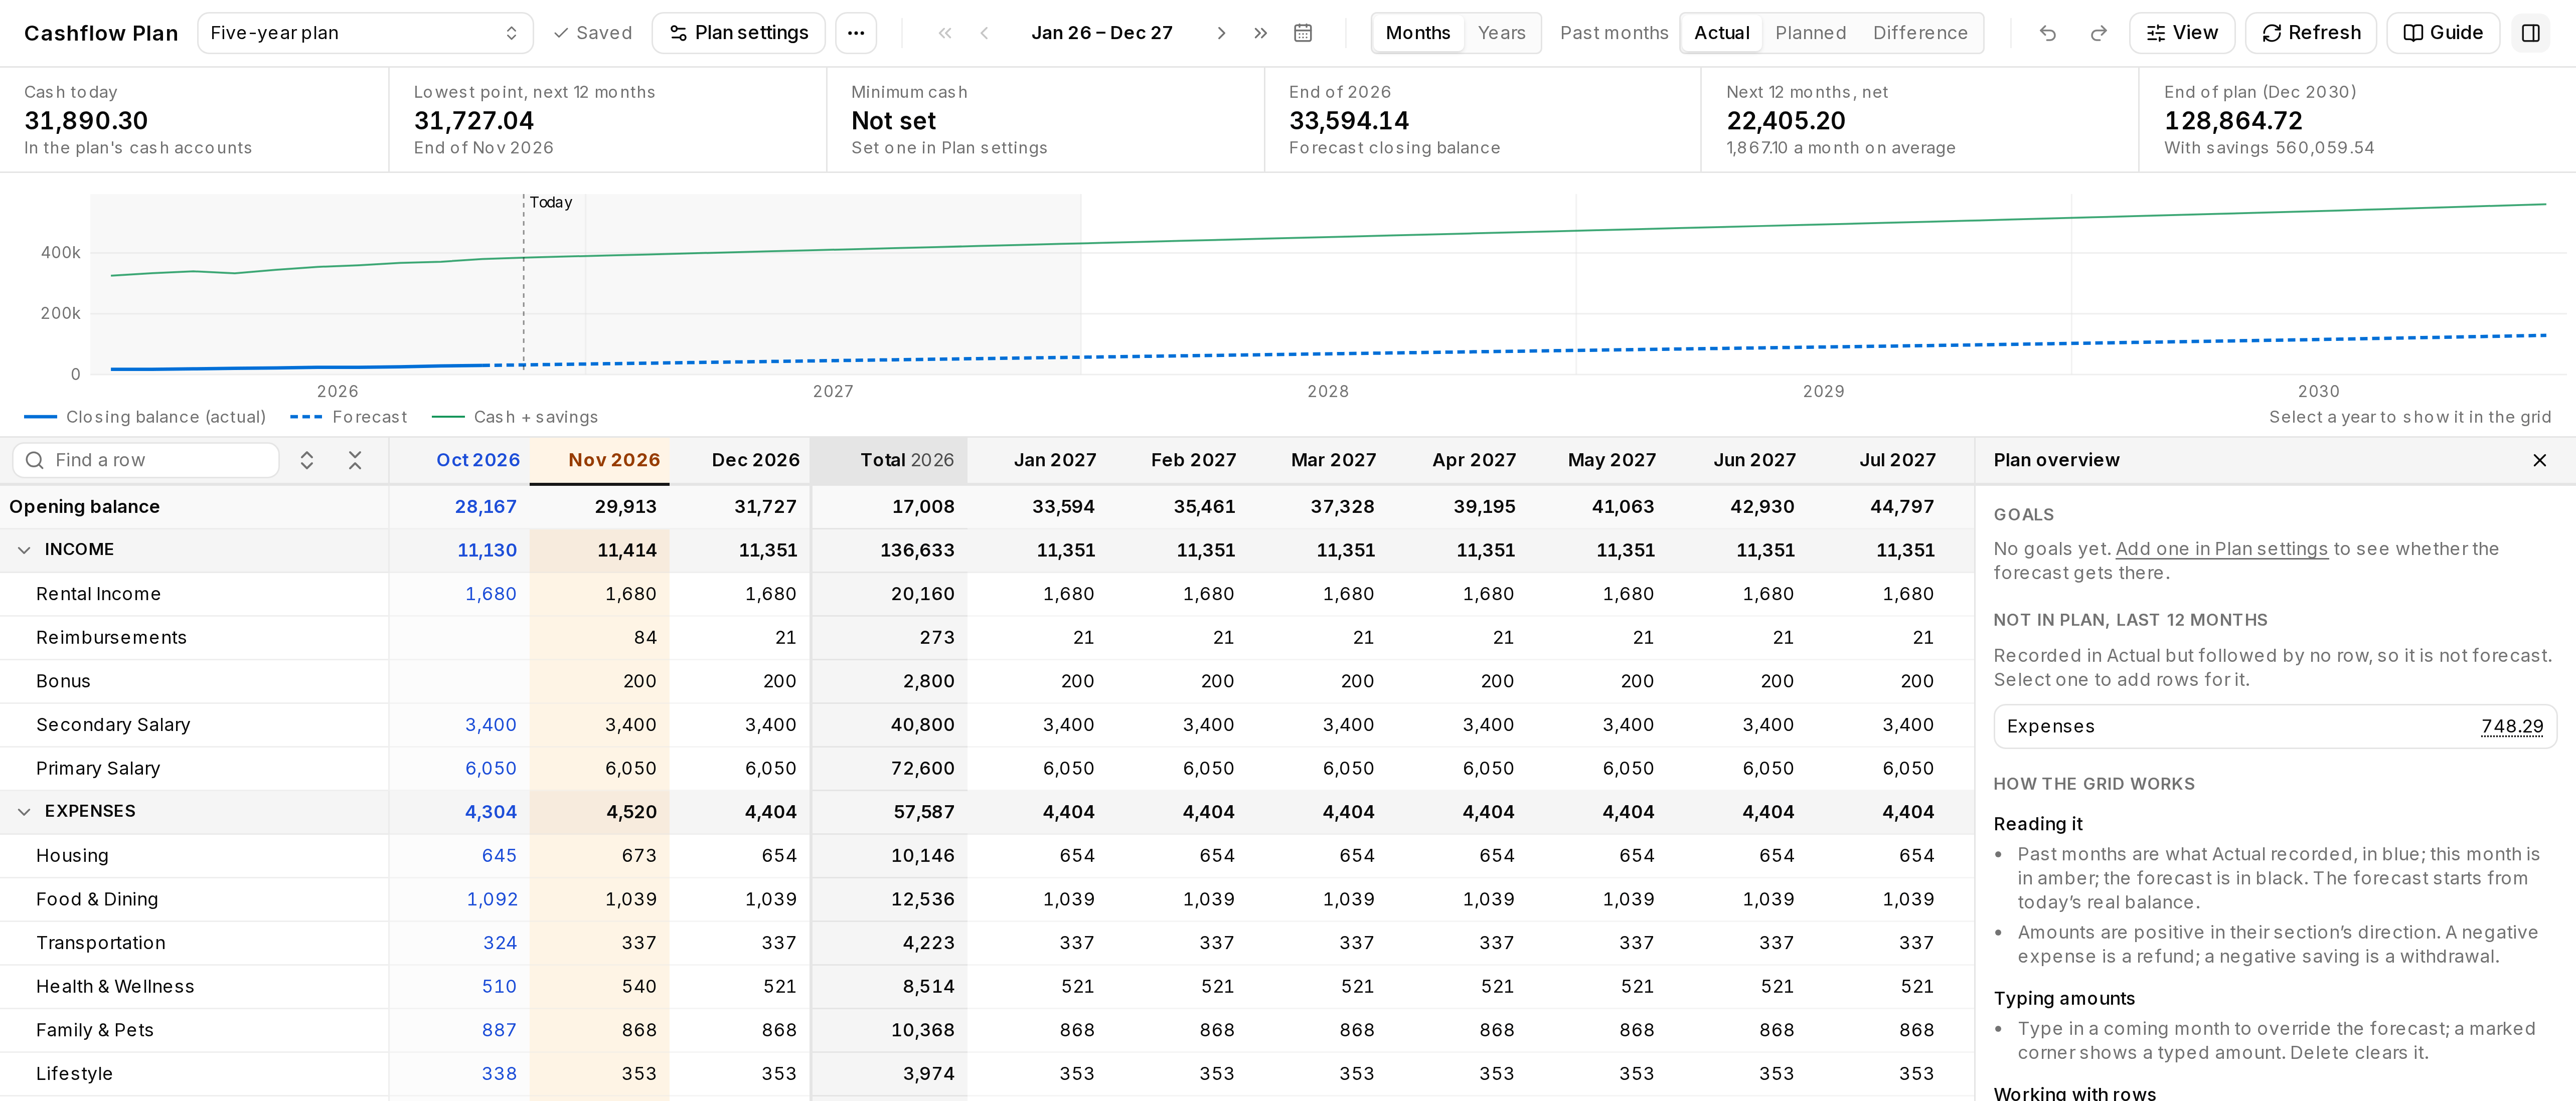 Cashflow Plan Five-year plan Saved Plan settings ••• Jan 26 – Dec 27 Months Years Past months Actual Planned Difference View Refresh Guide
Cash today Lowest point, next 12 months Minimum cash End of 2026 Next 12 months, net End of plan (Dec 2030)
31,890.30 31,727.04 Not set 33,594.14 22,405.20 128,864.72
In the plan's cash accounts End of Nov 2026 Set one in Plan settings Forecast closing balance 1,867.10 a month on average With savings 560,059.54
Today
400k
200k
0
2026 2027 2028 2029 2030
Closing balance (actual) Forecast Cash + savings Select a year to show it in the grid
Find a row Oct 2026 Nov 2026 Dec 2026 Total 2026 Jan 2027 Feb 2027 Mar 2027 Apr 2027 May 2027 Jun 2027 Jul 2027
Opening balance 28,167 29,913 31,727 17,008 33,594 35,461 37,328 39,195 41,063 42,930 44,797
INCOME 11,130 11,414 11,351 136,633 11,351 11,351 11,351 11,351 11,351 11,351 11,351
Rental Income 1,680 1,680 1,680 20,160 1,680 1,680 1,680 1,680 1,680 1,680 1,680
Reimbursements 84 21 273 21 21 21 21 21 21 21
Bonus 200 200 2,800 200 200 200 200 200 200 200
Secondary Salary 3,400 3,400 3,400 40,800 3,400 3,400 3,400 3,400 3,400 3,400 3,400
Primary Salary 6,050 6,050 6,050 72,600 6,050 6,050 6,050 6,050 6,050 6,050 6,050
EXPENSES 4,304 4,520 4,404 57,587 4,404 4,404 4,404 4,404 4,404 4,404 4,404
Housing 645 673 654 10,146 654 654 654 654 654 654 654
Food & Dining 1,092 1,039 1,039 12,536 1,039 1,039 1,039 1,039 1,039 1,039 1,039
Transportation 324 337 337 4,223 337 337 337 337 337 337 337
Health & Wellness 510 540 521 8,514 521 521 521 521 521 521 521
Family & Pets 887 868 868 10,368 868 868 868 868 868 868 868
Lifestyle 338 353 353 3,974 353 353 353 353 353 353 353
Plan overview
GOALS
No goals yet. Add one in Plan settings to see whether the
forecast gets there.
NOT IN PLAN, LAST 12 MONTHS
Recorded in Actual but followed by no row, so it is not forecast.
Select one to add rows for it.
Expenses 748.29
HOW THE GRID WORKS
Reading it
• Past months are what Actual recorded, in blue; this month is
in amber; the forecast is in black. The forecast starts from
today’s real balance.
• Amounts are positive in their section’s direction. A negative
expense is a refund; a negative saving is a withdrawal.
Typing amounts
• Type in a coming month to override the forecast; a marked
corner shows a typed amount. Delete clears it.
Working with rows